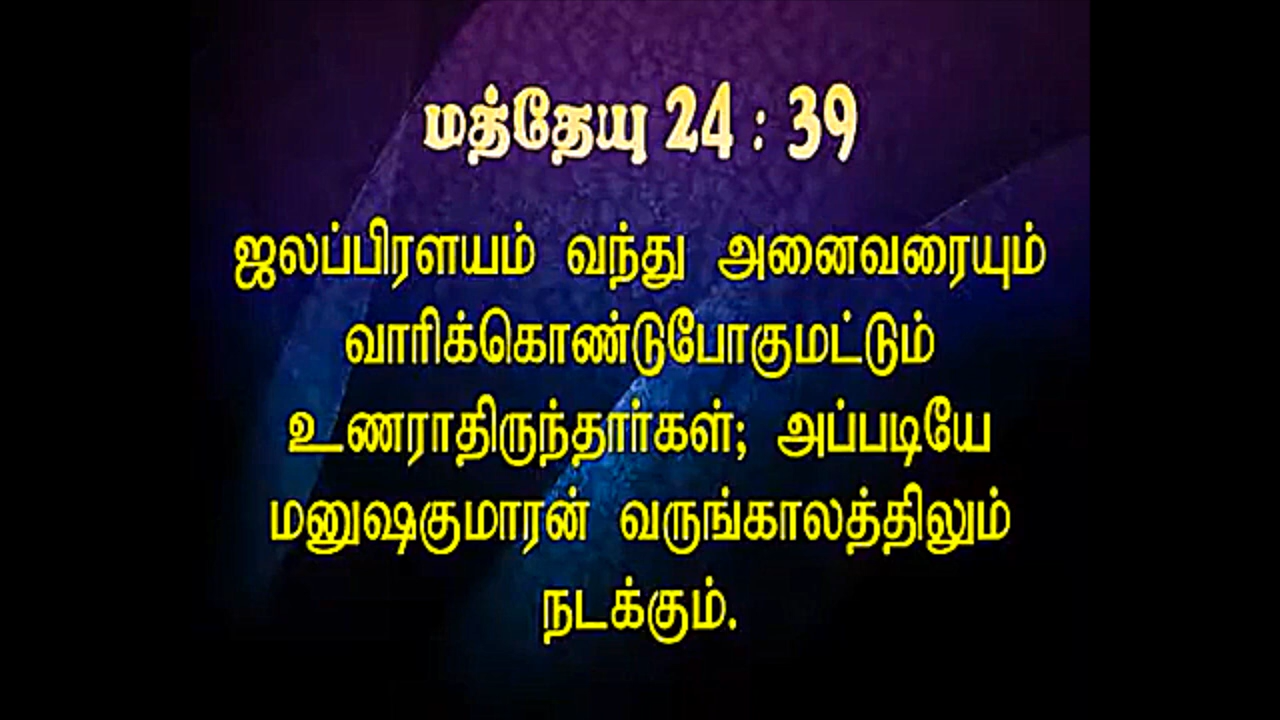 மத்தேயு 24 : 39
ஜலப்பிரளயம் வந்து அனைவரையும்
வாரிக்கொண்டுபோகுமட்டும்
உணராதிருந்தார்கள்; அப்படியே
மனுஷகுமாரன் வருங்காலத்திலும்
நடக்கும்.